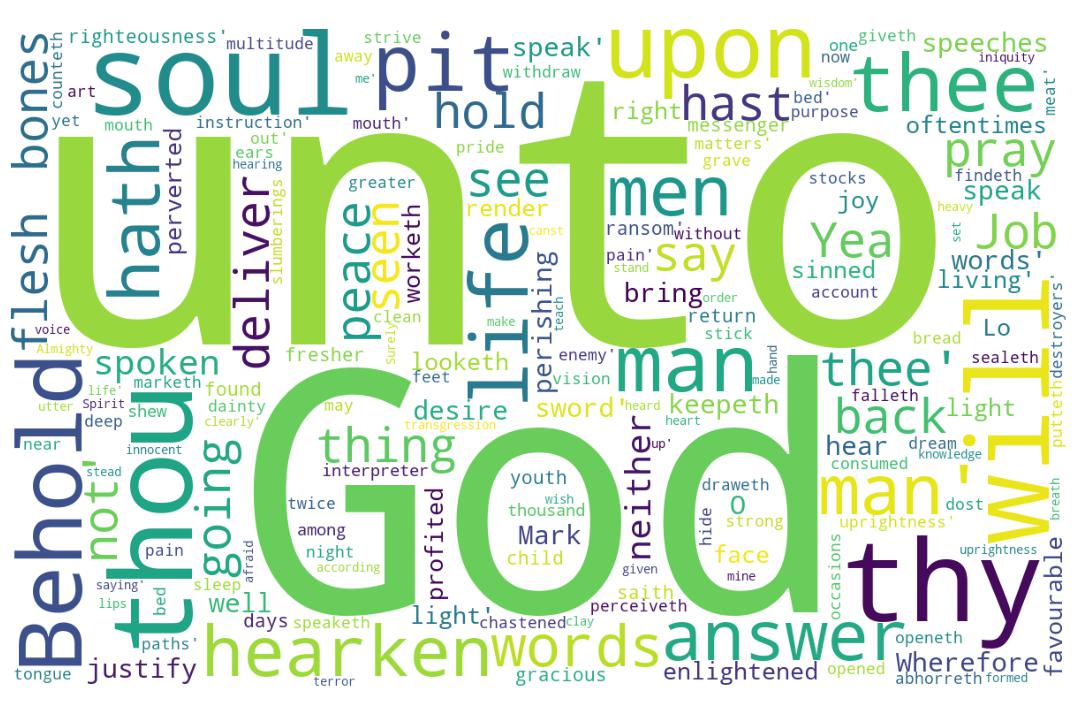 unto
God
soul
pit
upon
thee
hath
thou
Behold
flesh
bones
will
thy
man'
man
men
life
hearken
words
answer
righteousness'
multitude
strive
away
me'
speak'
withdraw
one
now
giveth
speeches
iniquity
wisdom'
counteth
art
yet
mouth
instruction'
mouth'
hold
right
hast
bed'
purpose
messenger
matters'
grave
oftentimes
meat'
pray
findeth
speak
heavy
set
Job
out'
ears
hearing
pride
perverted
deliver
slumberings
greater
peace
seen
clean
Surely
worketh
see
render
canst
perishing
teach
make
ransom'
without
pain'
stand
say
bring
order
return
stick
stocks
joy
Yea
sinned
account
words'
living'
Lo
bread
sealeth
destroyers'
putteth
voice
Almighty
spoken
fresher
looketh
feet
enemy'
vision
hand
made
thee'
falleth
back
light
life'
marketh
found
utter
Spirit
shew
dainty
deep
clearly'
near
innocent
may
desire
transgression
sword'
heard
keepeth
heart
up'
hear
dream
knowledge
consumed
not'
stead
going
thing
interpreter
twice
among
night
according
profited
youth
wish
thousand
Mark
child
neither
given
hide
draweth
O
strong
face
mine
dost
uprightness'
breath
occasions
uprightness
favourable
pain
saying'
lips
bed
sleep
afraid
well
days
speaketh
light'
chastened
clay
saith
perceiveth
paths'
tongue
justify
terror
gracious
enlightened
opened
openeth
Wherefore
abhorreth
formed